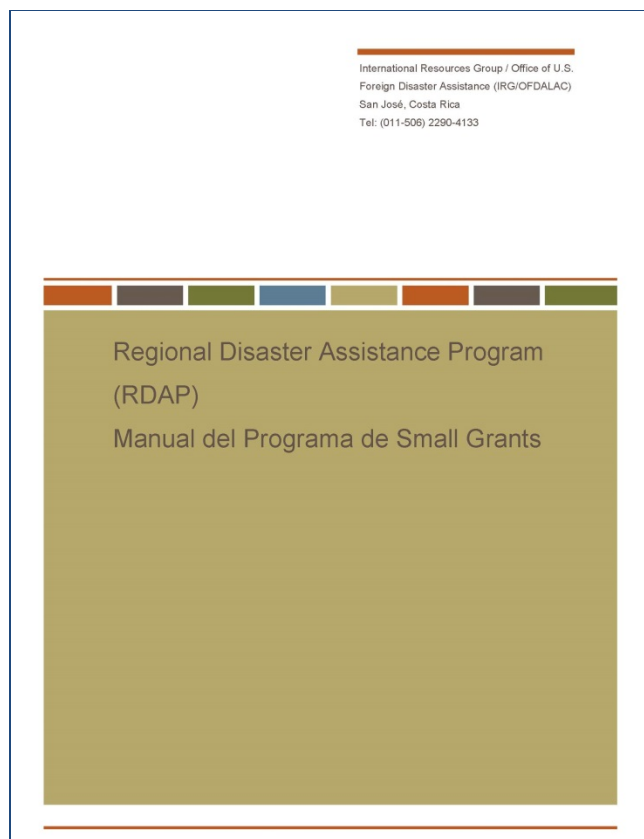 International Resources Group / Office of U.S.
Foreign Disaster Assistance (IRG/OFDALAC)
San José, Costa Rica
Tel: (011-506) 2290-4133
Regional Disaster Assistance Program
(RDAP)
Manual del Programa de Small Grants